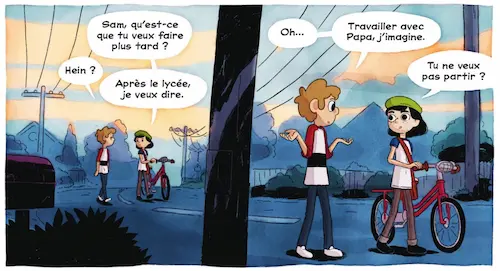 Sam, qu'est-ce
que tu veux faire
plus tard ?
Hein ?
Après le lycée,
je veux dire.
Oh...
Travailler avec
Papa, j'imagine.
Tu ne veux
pas partir ?